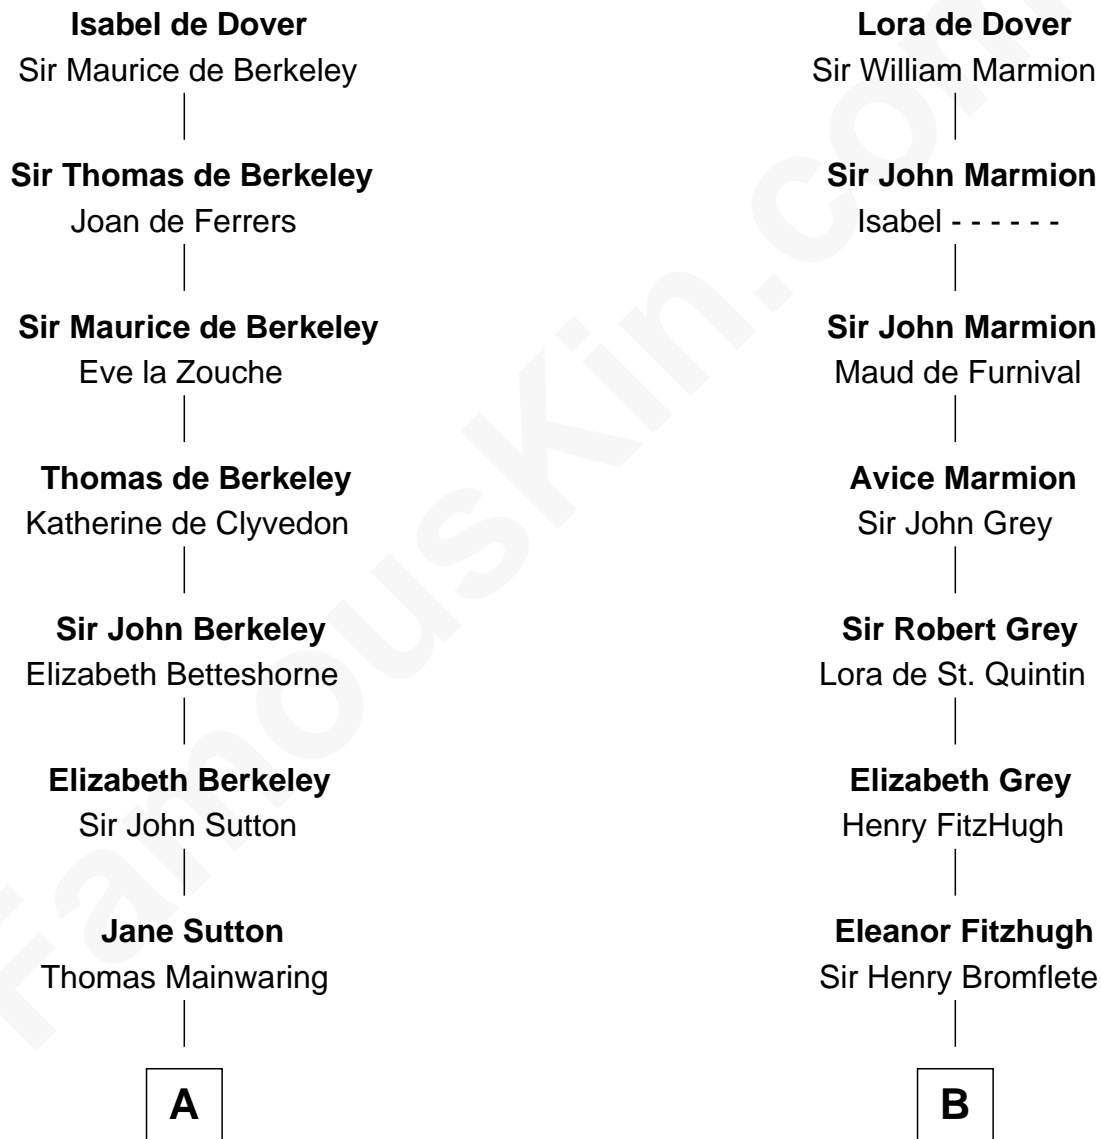 Isabel de Dover
Sir Maurice de Berkeley
Sir Thomas de Berkeley
Joan de Ferrers
Sir Maurice de Berkeley
Eve la Zouche
Thomas de Berkeley
Katherine de Clyvedon
Sir John Berkeley
Elizabeth Betteshorne
Elizabeth Berkeley
Sir John Sutton
Jane Sutton
Thomas Mainwaring
A
Lora de Dover
Sir William Marmion
Sir John Marmion
Isabel - - - - - -
Sir John Marmion
Maud de Furnival
Avice Marmion
Sir John Grey
Sir Robert Grey
Lora de St. Quintin
Elizabeth Grey
Henry FitzHugh
Eleanor Fitzhugh
Sir Henry Bromflete
B
FamousKin.com